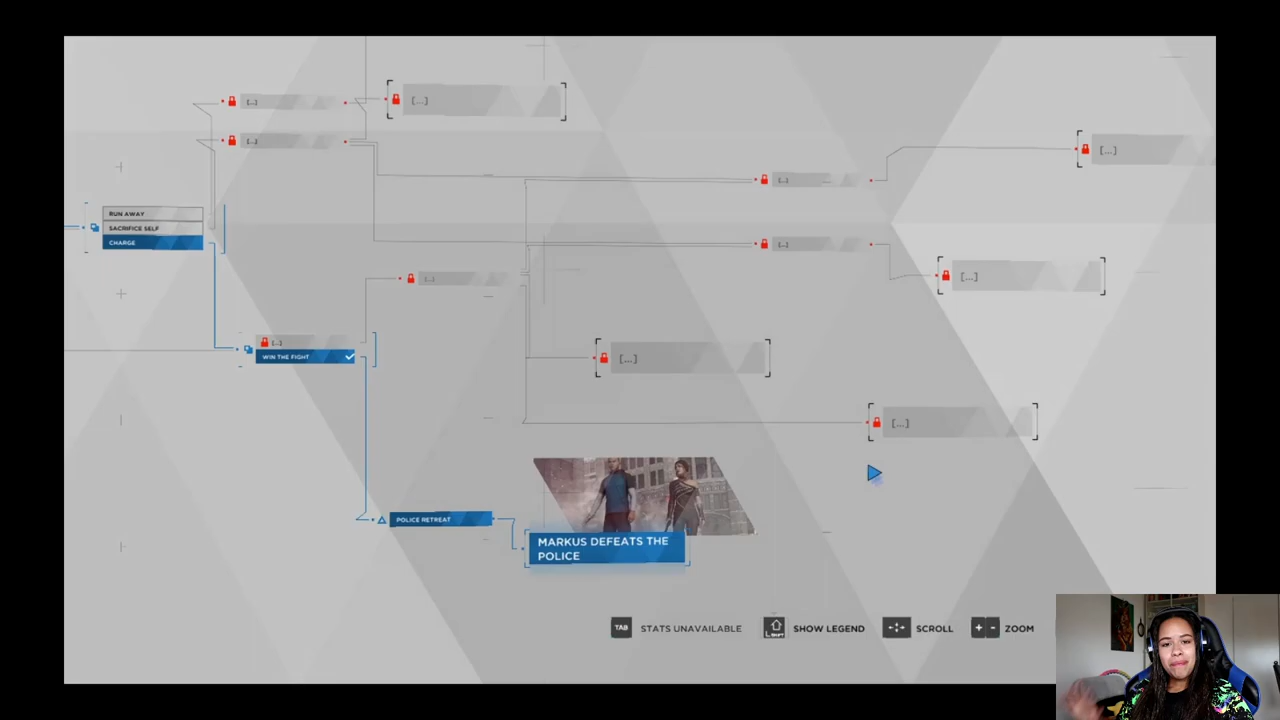 [...]
[...]
[...]
[...]
[...]
RUN AWAY
SACRIFICE SELF
CHARGE
[...]
[...]
[...]
[...]
WIN THE FIGHT
[...]
[...]
POLICE RETREAT
MARKUS DEFEATS THE
POLICE
TAB STATS UNAVAILABLE L SHIFT SHOW LEGEND SCROLL + - ZOOM